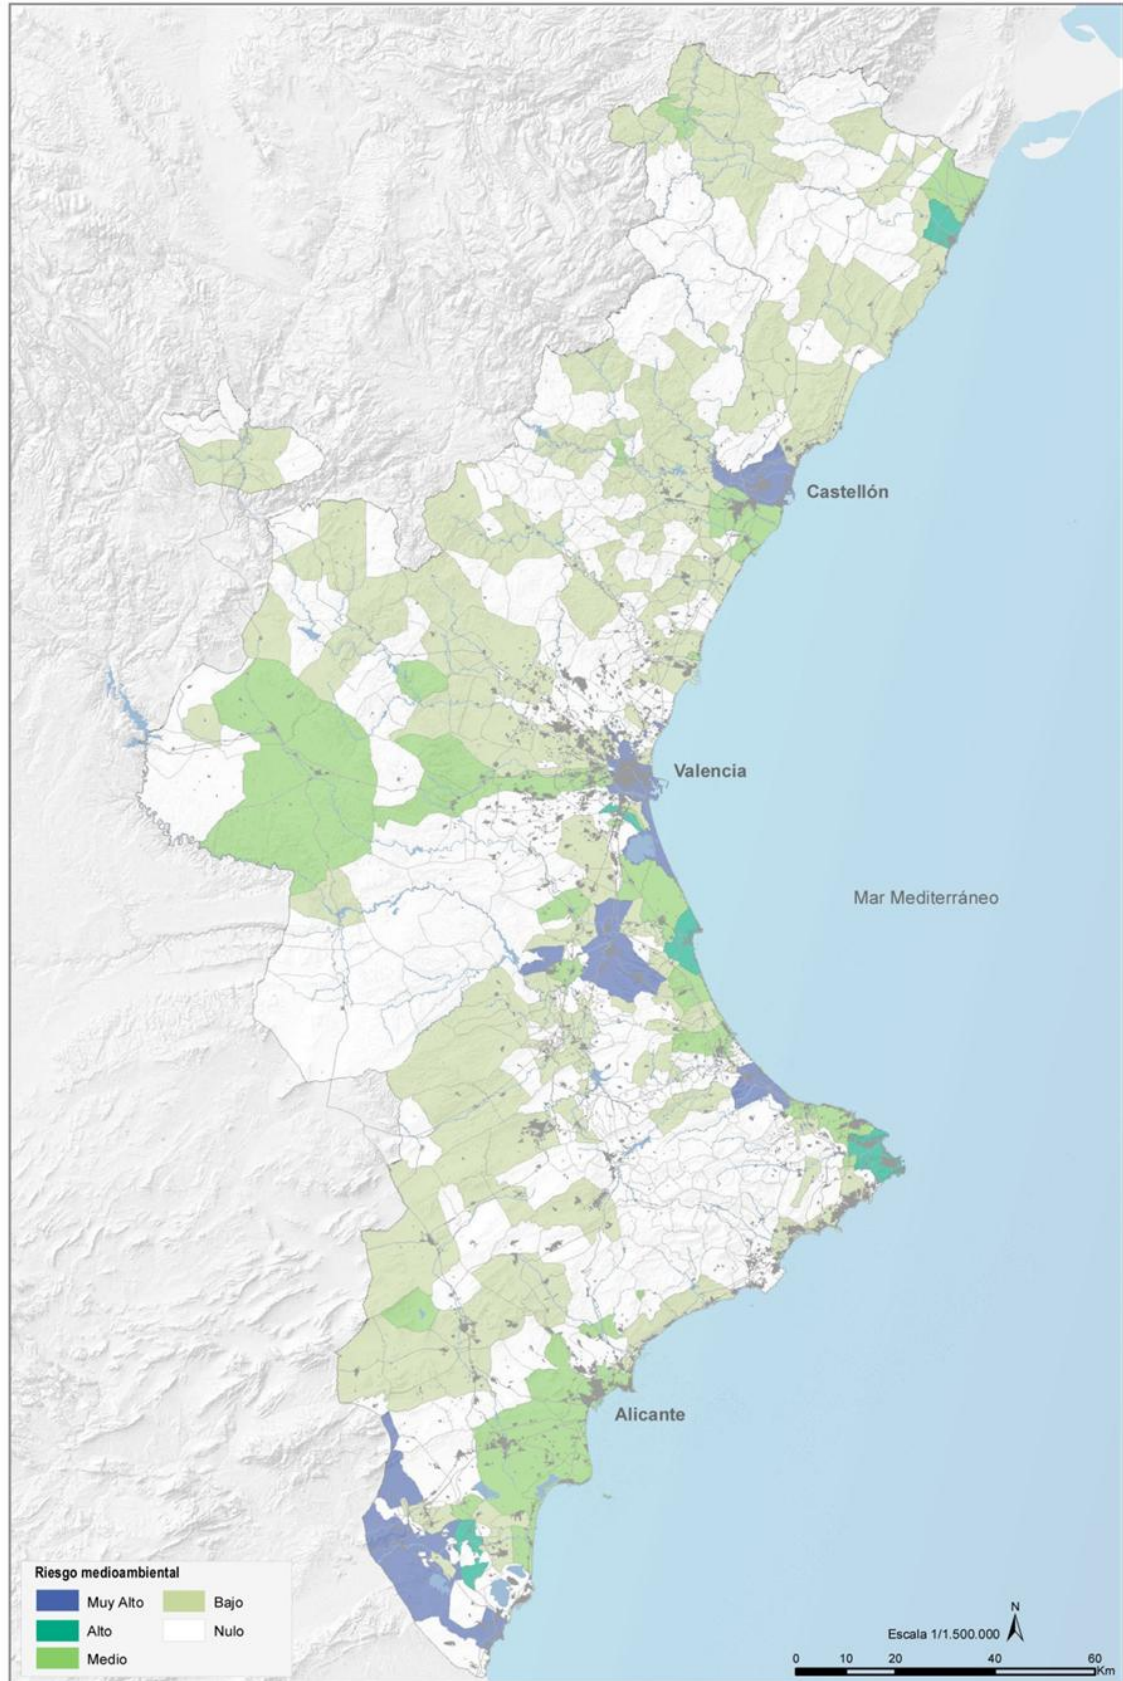 Castellón
Valencia
Mar Mediterráneo
Alicante
Riesgo medioambiental
Muy Alto
Bajo
Alto
Nulo
Medio
N
Escala 1/1.500.000
0 10 20 40 60
Km